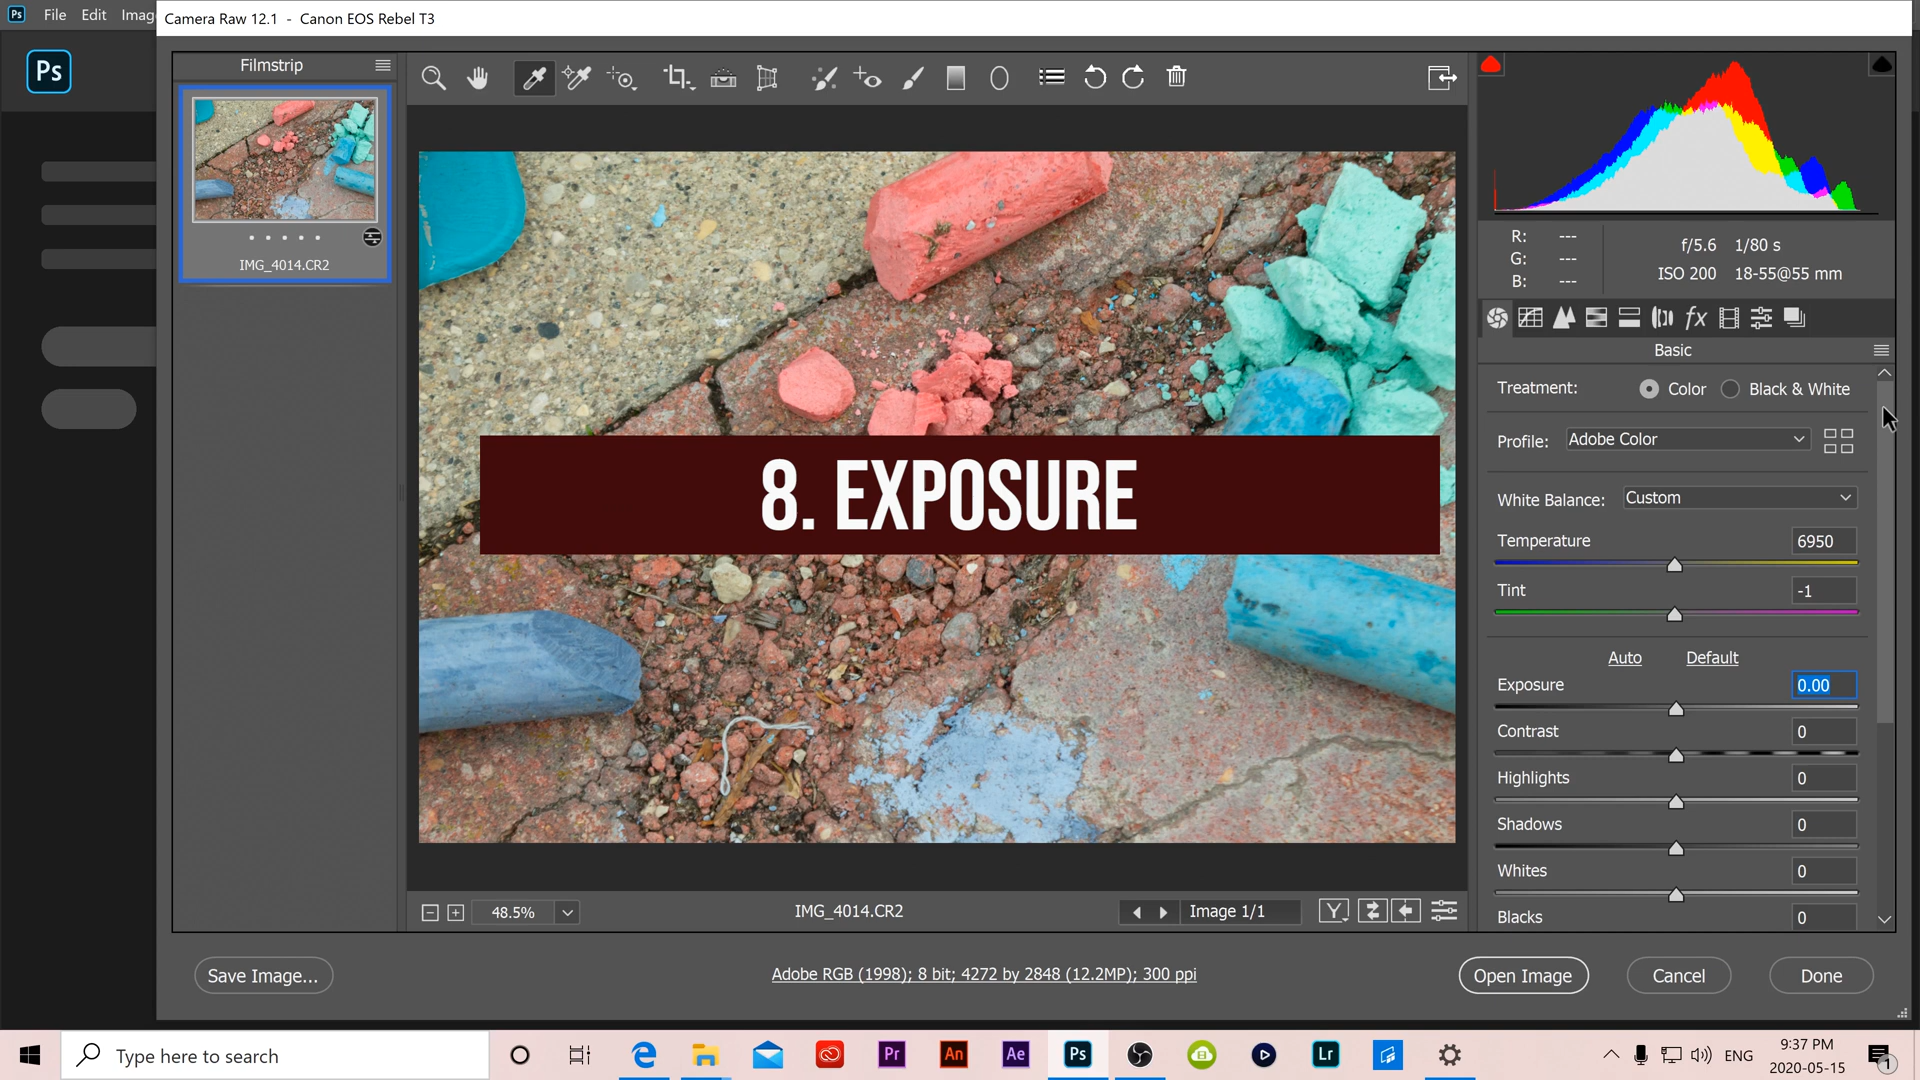 Ps File Edit Imag
Camera Raw 12.1 - Canon EOS Rebel T3
Ps
Filmstrip
IMG_4014.CR2
8. EXPOSURE
48.5%
IMG_4014.CR2
Image 1/1
Y
R: ---
G: ---
B: ---
f/5.6 1/80 s
ISO 200 18-55@55 mm
fx
Basic
Treatment: Color Black & White
Profile: Adobe Color
White Balance: Custom
Temperature 6950
Tint -1
Auto Default
Exposure 0.00
Contrast 0
Highlights 0
Shadows 0
Whites 0
Blacks 0
Save Image...
Adobe RGB (1998); 8 bit; 4272 by 2848 (12.2MP); 300 ppi
Open Image Cancel Done
Type here to search
Pr An Ae Ps Lr
ENG
9:37 PM
2020-05-15
1